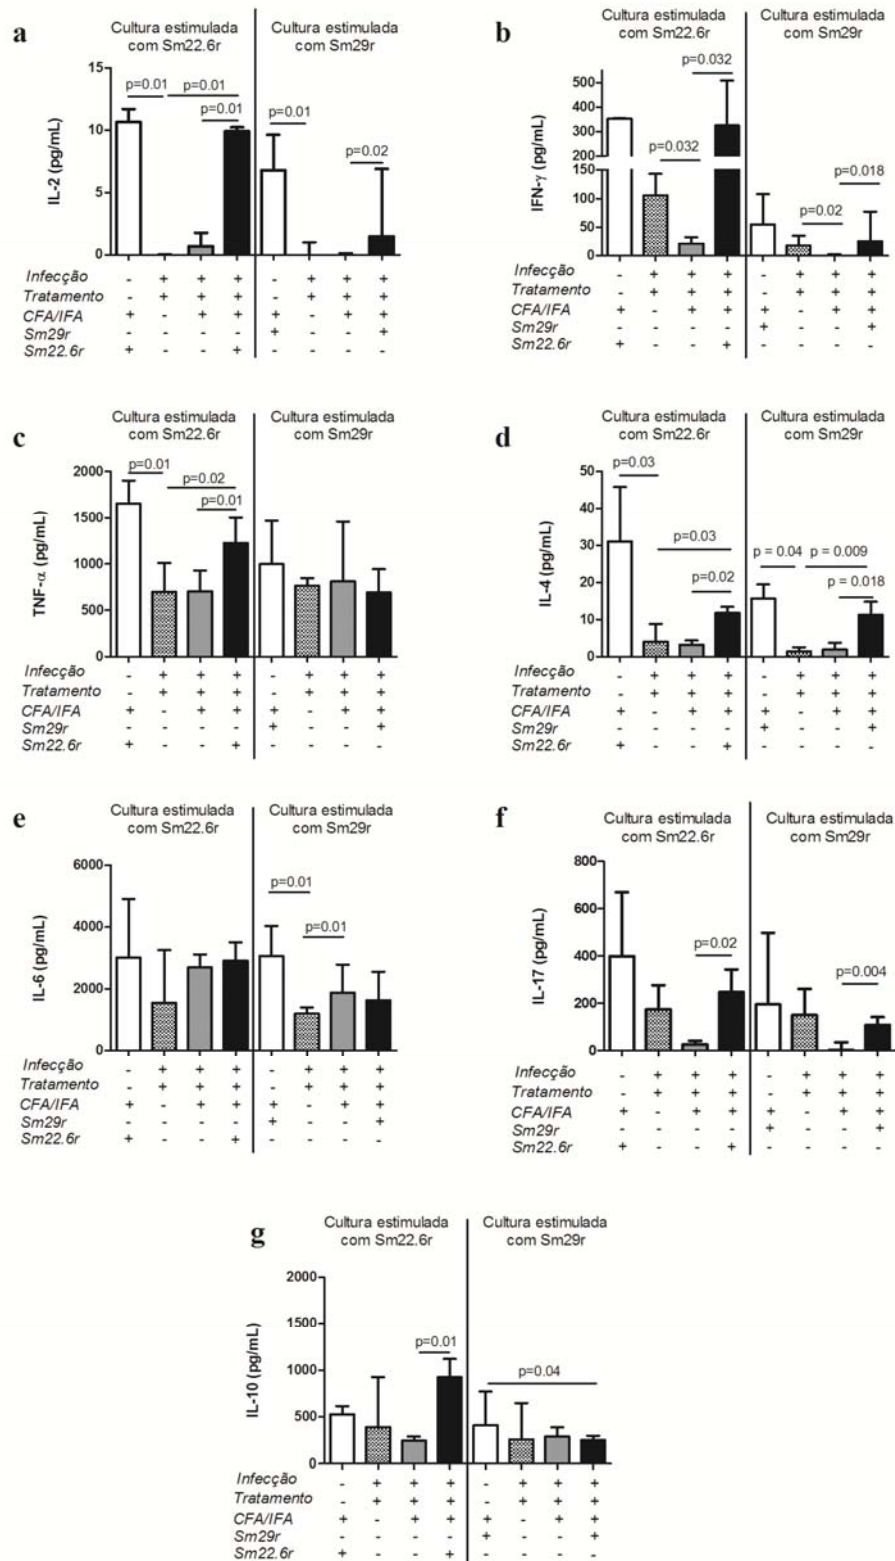 a
Cultura estimulada
com Sm22.6r
Cultura estimulada
com Sm29r
p=0.01
p=0.01
p=0.01
p=0.01
p=0.02
15
10
5
0
IL-2 (pg/mL)
Infecção - + + + - + + +
Tratamento - + + + - + + +
CFA/IFA + - + + + - + +
Sm29r - - - - + - - +
Sm22.6r + - - + - - - -
b
Cultura estimulada
com Sm22.6r
Cultura estimulada
com Sm29r
p=0.032
p=0.032
p=0.018
p=0.02
500
400
300
200
150
100
50
0
IFN-γ (pg/mL)
Infecção - + + + - + + +
Tratamento - + + + - + + +
CFA/IFA + - + + + - + +
Sm29r - - - - + - - +
Sm22.6r + - - + - - - -
c
Cultura estimulada
com Sm22.6r
Cultura estimulada
com Sm29r
p=0.01
p=0.02
p=0.01
2000
1500
1000
500
0
TNF-α (pg/mL)
Infecção - + + + - + + +
Tratamento - + + + - + + +
CFA/IFA + - + + + - + +
Sm29r - - - - + - - +
Sm22.6r + - - + - - - -
d
Cultura estimulada
com Sm22.6r
Cultura estimulada
com Sm29r
p=0.03
p=0.03
p=0.02
p = 0.04
p = 0.009
p = 0.018
50
40
30
20
10
0
IL-4 (pg/mL)
Infecção - + + + - + + +
Tratamento - + + + - + + +
CFA/IFA + - + + + - + +
Sm29r - - - - + - - +
Sm22.6r + - - + - - - -
e
Cultura estimulada
com Sm22.6r
Cultura estimulada
com Sm29r
p=0.01
p=0.01
6000
4000
2000
0
IL-6 (pg/mL)
Infecção - + + + - + + +
Tratamento - + + + - + + +
CFA/IFA + - + + + - + +
Sm29r - - - - + - - +
Sm22.6r + - - + - - - -
f
Cultura estimulada
com Sm22.6r
Cultura estimulada
com Sm29r
p=0.02
p=0.004
800
600
400
200
0
IL-17 (pg/mL)
Infecção - + + + - + + +
Tratamento - + + + - + + +
CFA/IFA + - + + + - + +
Sm29r - - - - + - - +
Sm22.6r + - - + - - - -
g
Cultura estimulada
com Sm22.6r
Cultura estimulada
com Sm29r
p=0.01
p=0.04
2000
1500
1000
500
0
IL-10 (pg/mL)
Infecção - + + + - + + +
Tratamento - + + + - + + +
CFA/IFA + - + + + - + +
Sm29r - - - - + - - +
Sm22.6r + - - + - - - -